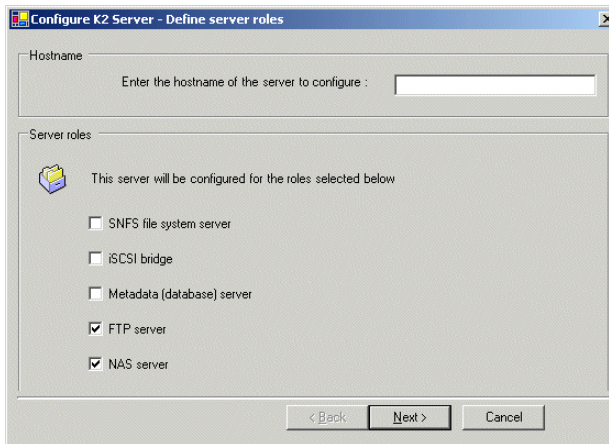 Configure K2 Server - Define server roles
Hostname
Enter the hostname of the server to configure :
Server roles
This server will be configured for the roles selected below
SNFS file system server
iSCSI bridge
Metadata (database) server
FTP server
NAS server
< Back
Next >
Cancel